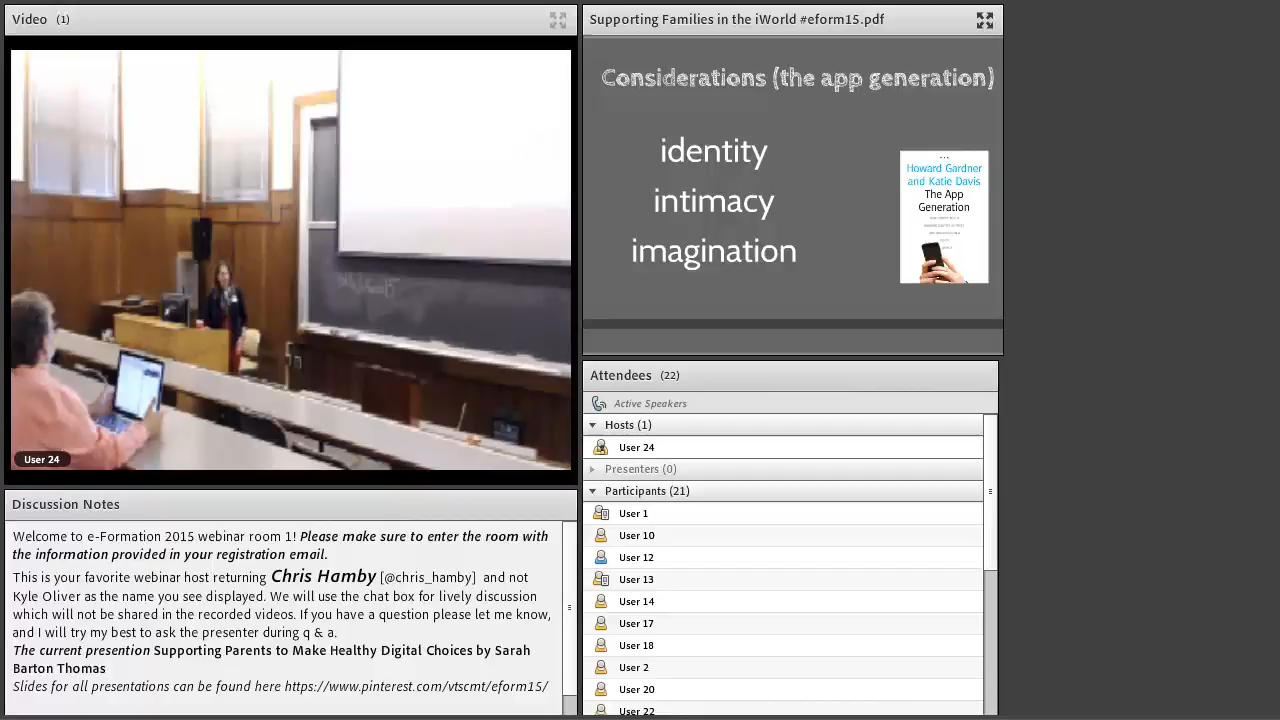 Video (1)
User 24
Supporting Families in the iWorld #eform15.pdf
Considerations (the app generation)
identity
intimacy
imagination
Howard Gardner
and Katie Davis
The App
Generation
Attendees (22)
Active Speakers
Hosts (1)
User 24
Presenters (0)
Participants (21)
User 1
User 10
User 12
User 13
User 14
User 17
User 18
User 2
User 20
User 22
Discussion Notes
Welcome to e-Formation 2015 webinar room 1! Please make sure to enter the room with
the information provided in your registration email.
This is your favorite webinar host returning Chris Hamby [@chris_hamby] and not
Kyle Oliver as the name you see displayed. We will use the chat box for lively discussion
which will not be shared in the recorded videos. If you have a question please let me know,
and I will try my best to ask the presenter during q & a.
The current presention Supporting Parents to Make Healthy Digital Choices by Sarah
Barton Thomas
Slides for all presentations can be found here https://www.pinterest.com/vtscmt/eform15/